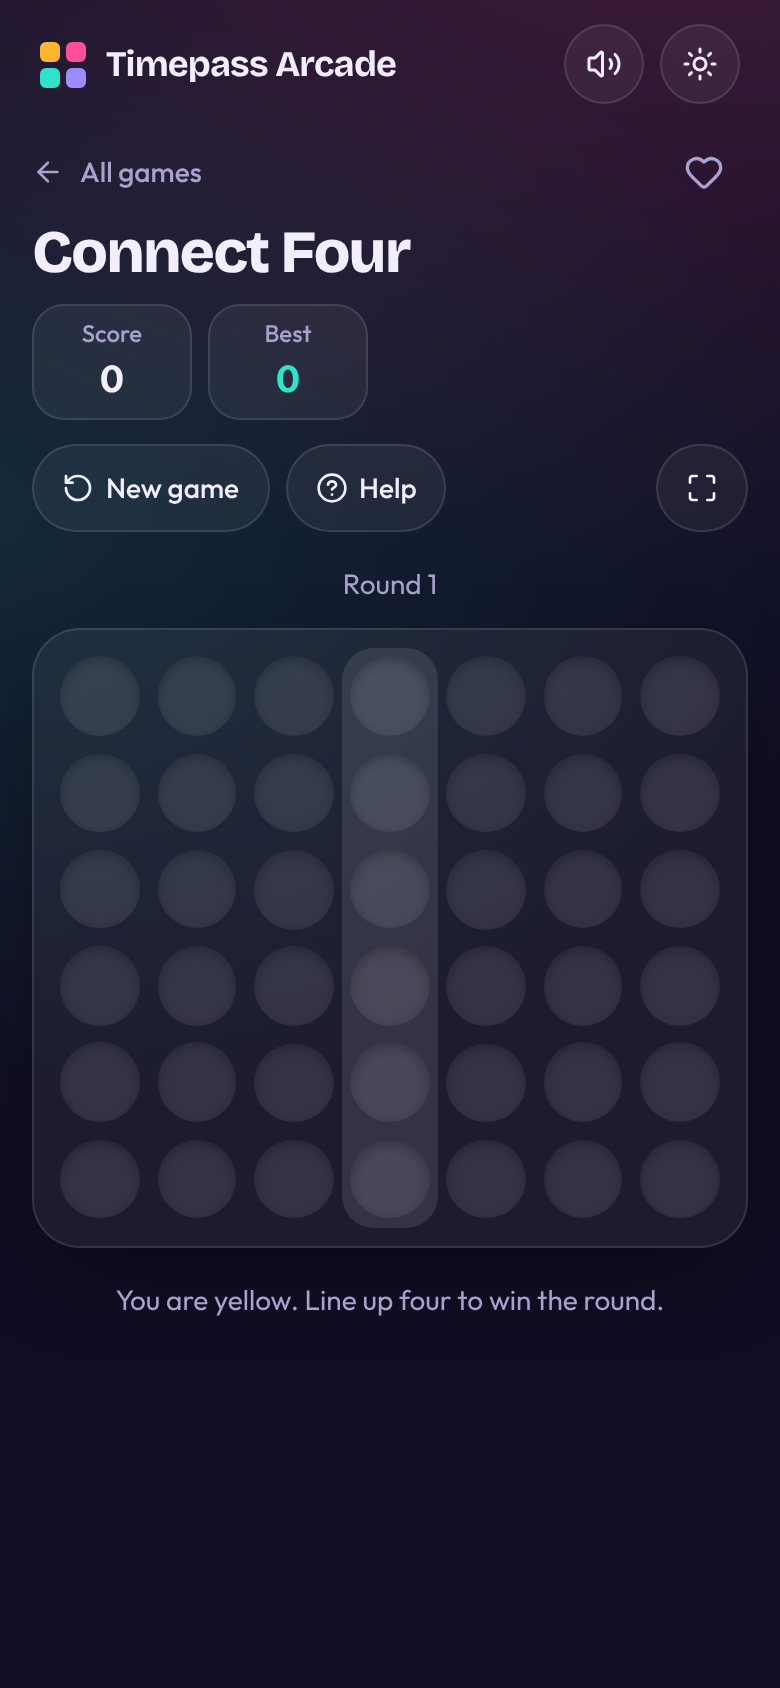 Timepass Arcade
All games
Connect Four
Score
0
Best
0
New game
Help
Round 1
You are yellow. Line up four to win the round.